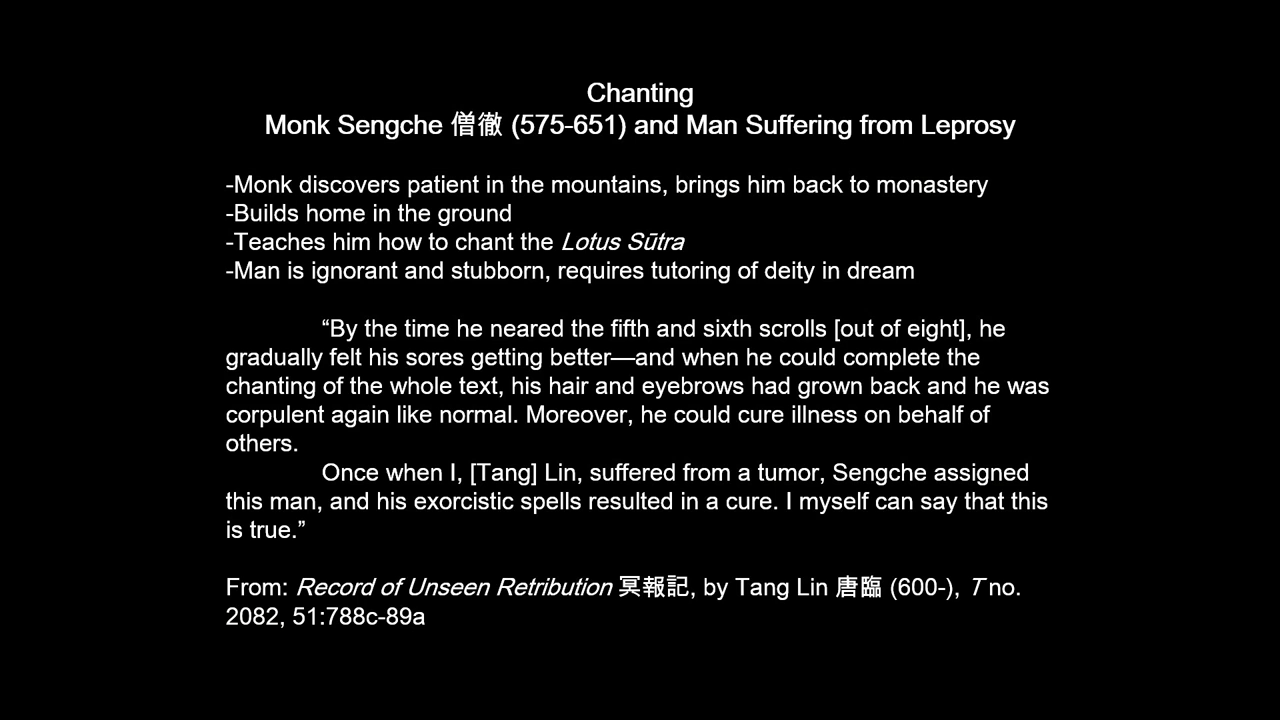 Chanting
Monk Sengche 僧徹 (575-651) and Man Suffering from Leprosy
-Monk discovers patient in the mountains, brings him back to monastery
-Builds home in the ground
-Teaches him how to chant the Lotus Sūtra
-Man is ignorant and stubborn, requires tutoring of deity in dream
“By the time he neared the fifth and sixth scrolls [out of eight], he
gradually felt his sores getting better—and when he could complete the
chanting of the whole text, his hair and eyebrows had grown back and he was
corpulent again like normal. Moreover, he could cure illness on behalf of
others.
Once when I, [Tang] Lin, suffered from a tumor, Sengche assigned
this man, and his exorcistic spells resulted in a cure. I myself can say that this
is true.”
From: Record of Unseen Retribution 冥報記, by Tang Lin 唐臨 (600-), T no.
2082, 51:788c-89a